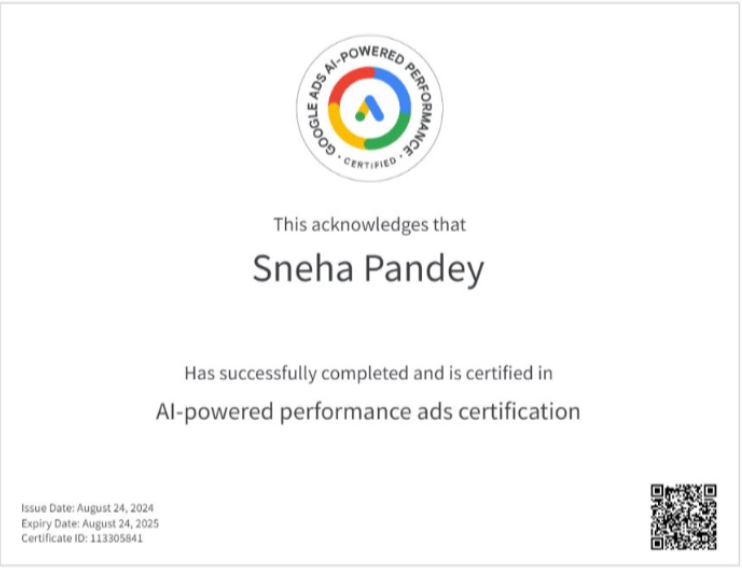 GOOGLE ADS AI-POWERED PERFORMANCE
· CERTIFIED ·
This acknowledges that
Sneha Pandey
Has successfully completed and is certified in
AI-powered performance ads certification
Issue Date: August 24, 2024
Expiry Date: August 24, 2025
Certificate ID: 113305841